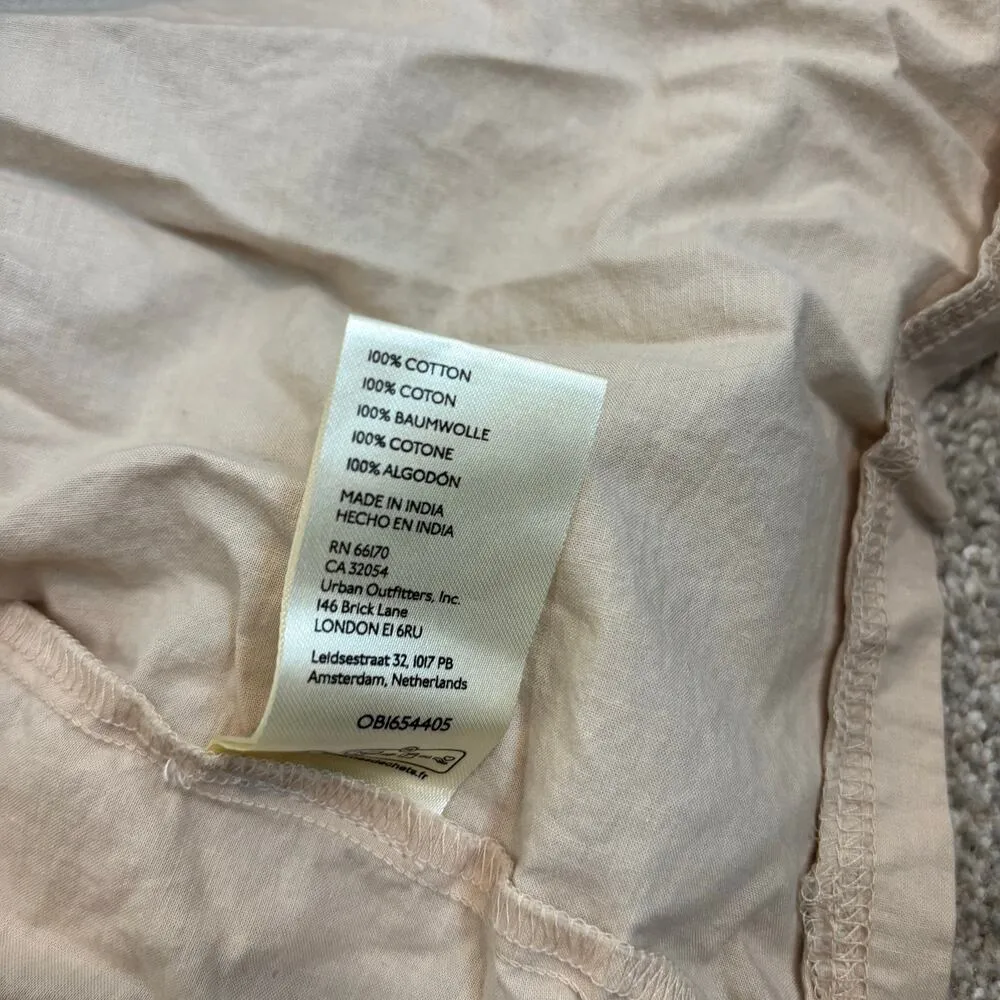 100% COTTON
100% COTON
100% BAUMWOLLE
100% COTONE
100% ALGODÓN
MADE IN INDIA
HECHO EN INDIA
RN 66170
CA 32054
Urban Outfitters, Inc.
146 Brick Lane
LONDON E1 6RU
Leidsestraat 32, 1017 PB
Amsterdam, Netherlands
OB1654405